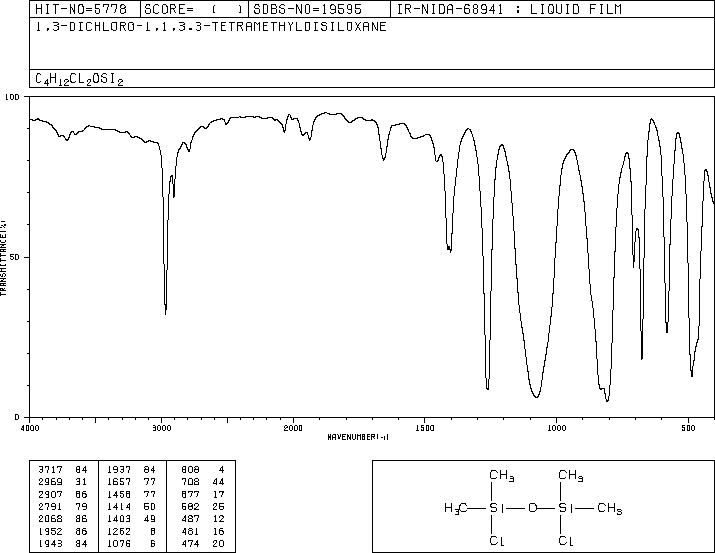 HIT-NO=5778 SCORE= ( ) SDBS-NO=19595 IR-NIDA-68941 : LIQUID FILM
1,3-DICHLORO-1,1,3,3-TETRAMETHYLDISILOXANE
C4H12CL2OSI2
100
50
0
TRANSMITTANCE(%)
4000 3000 2000 1500 1000 500
WAVENUMBER(-1)
3717 84 1937 84 808 4
2969 31 1657 77 708 44
2907 66 1458 77 677 17
2791 79 1414 50 582 25
2068 86 1403 49 487 12
1952 86 1262 8 481 16
1943 84 1076 6 474 20
CH3 CH3
H3C Si O Si CH3
Cl Cl